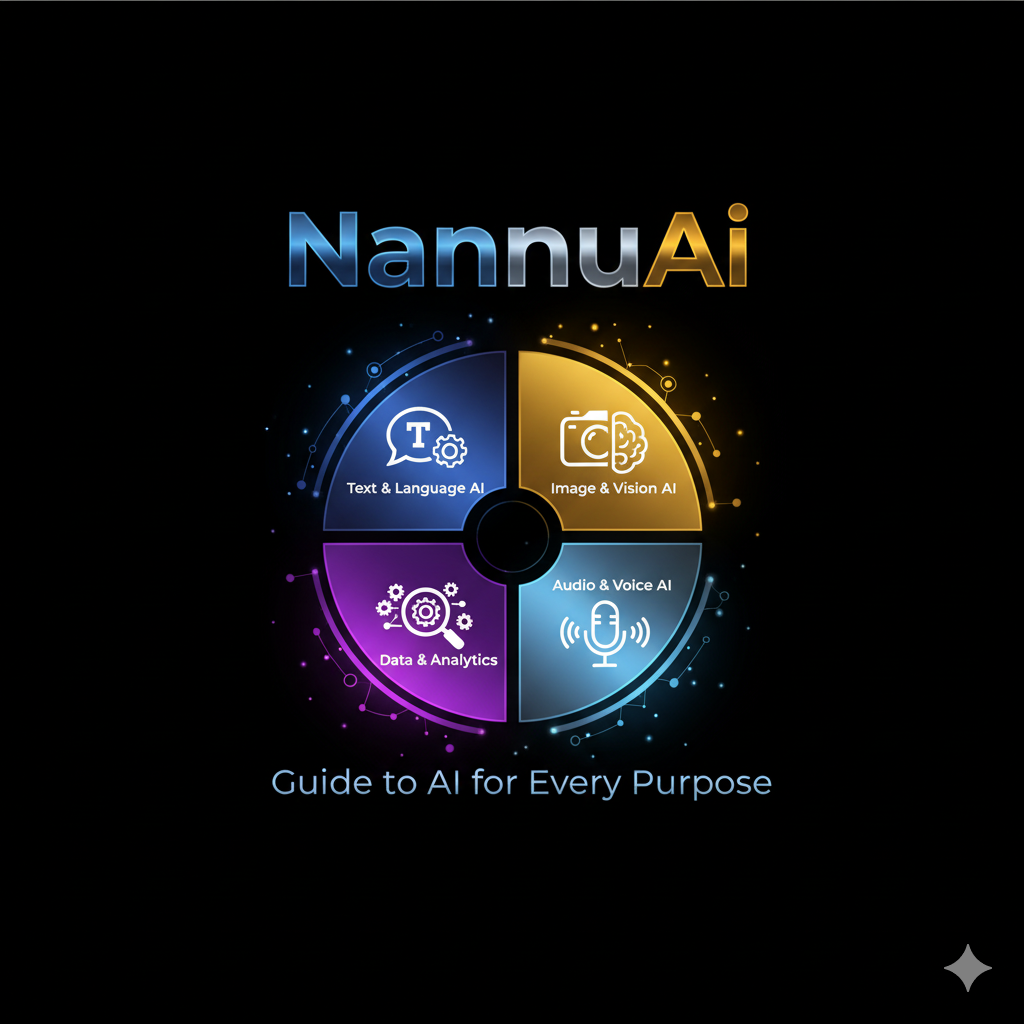 NannuAi
Text & Language AI
Image & Vision AI
Data & Analytics
Audio & Voice AI
Guide to AI for Every Purpose